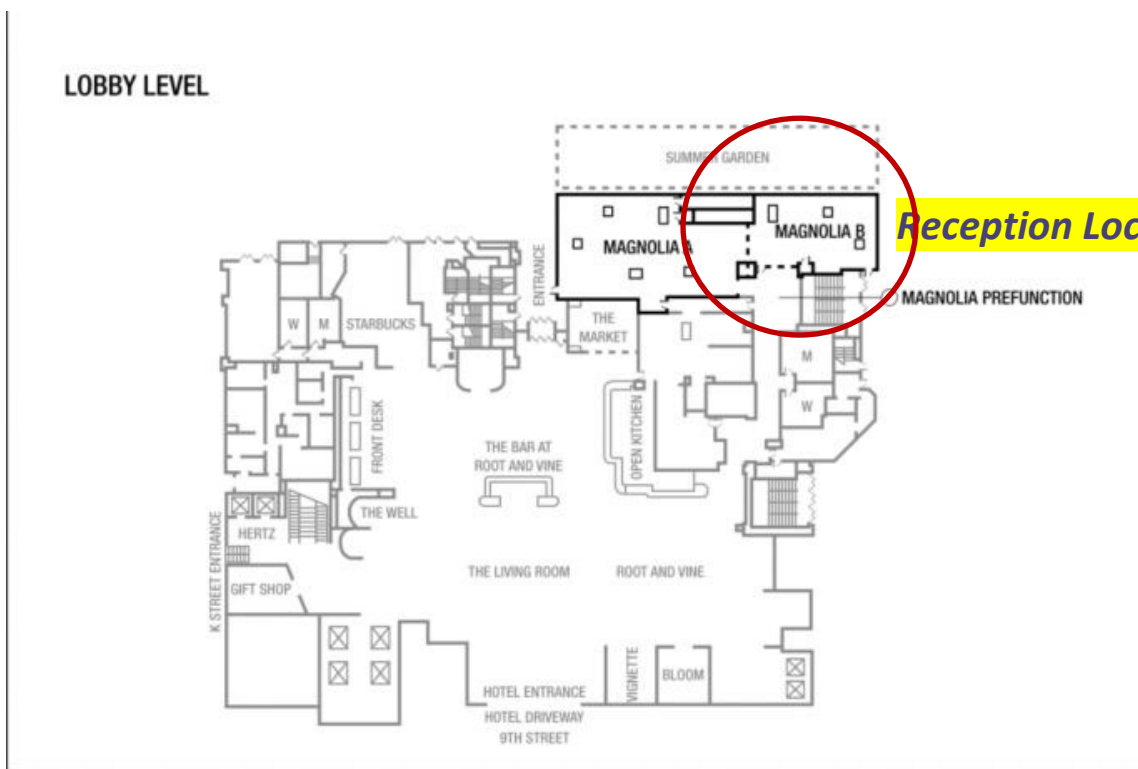 LOBBY LEVEL
SUMMER GARDEN
MAGNOLIA A
MAGNOLIA B
Reception Loc
MAGNOLIA PREFUNCTION
ENTRANCE
THE
MARKET
W
M
STARBUCKS
M
W
FRONT DESK
THE BAR AT
ROOT AND VINE
OPEN KITCHEN
THE WELL
HERTZ
K STREET ENTRANCE
GIFT SHOP
THE LIVING ROOM
ROOT AND VINE
VIGNETTE
BLOOM
HOTEL ENTRANCE
HOTEL DRIVEWAY
9TH STREET